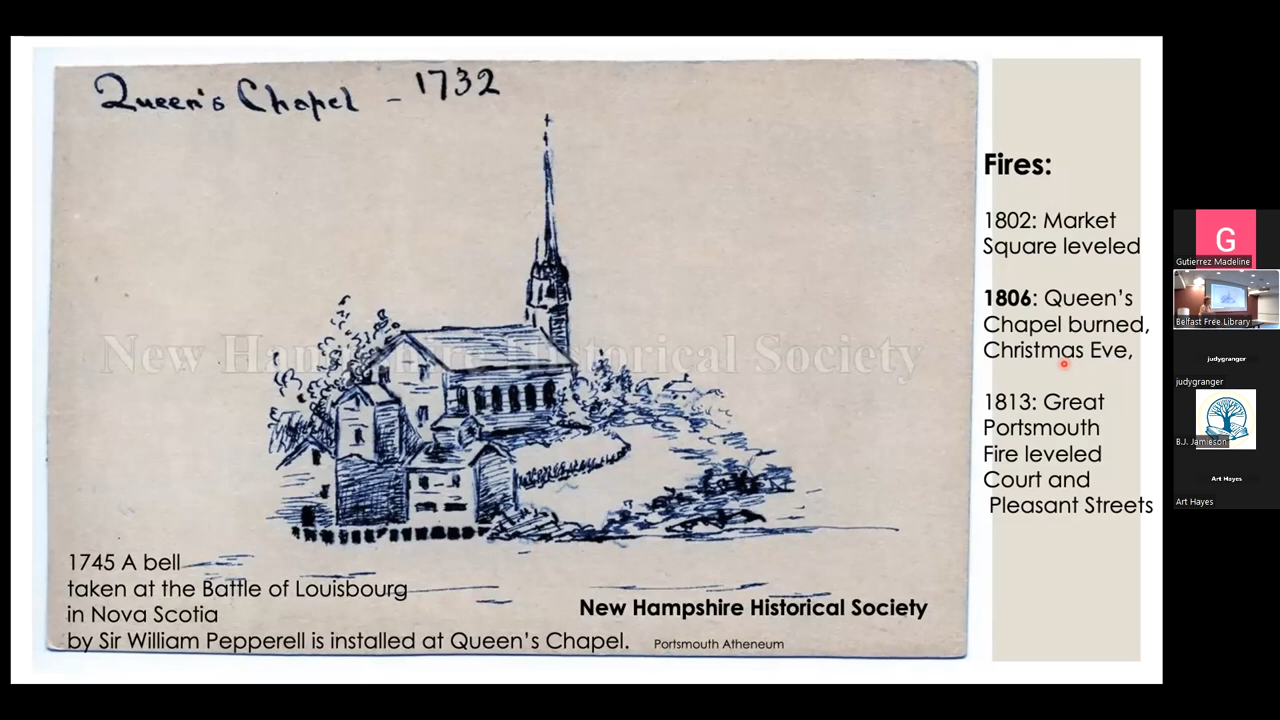 Queen's Chapel - 1732
New Hampshire Historical Society
1745 A bell
taken at the Battle of Louisbourg
in Nova Scotia
by Sir William Pepperell is installed at Queen's Chapel.
New Hampshire Historical Society
Portsmouth Atheneum
Fires:
1802: Market
Square leveled
1806: Queen's
Chapel burned,
Christmas Eve,
1813: Great
Portsmouth
Fire leveled
Court and
Pleasant Streets
G
Gutierrez Madeline
Belfast Free Library
judygranger
judygranger
B.J. Jamieson
Art Hayes
Art Hayes